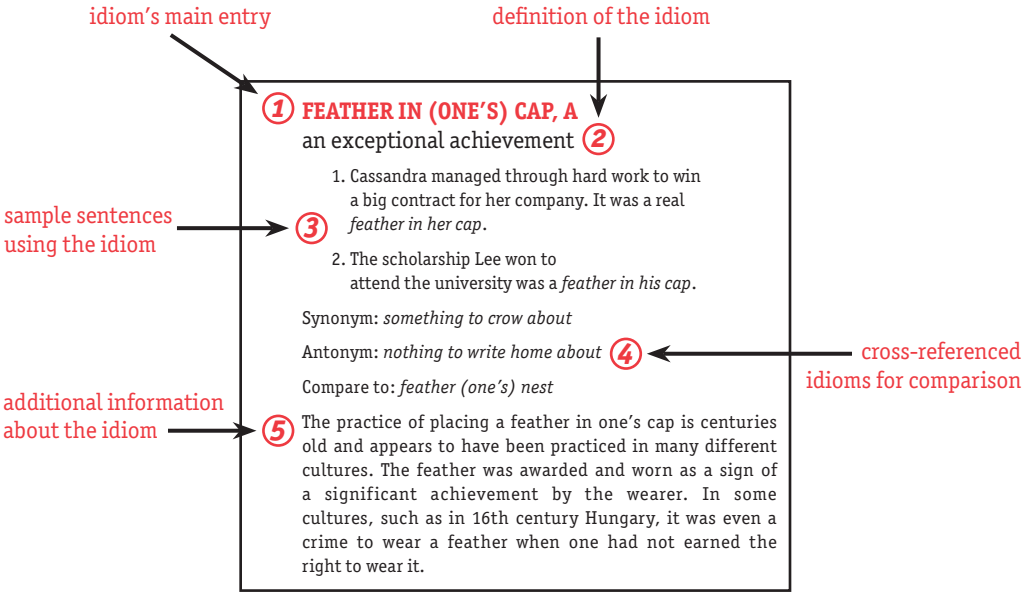 idiom's main entry
definition of the idiom
1 FEATHER IN (ONE'S) CAP, A
an exceptional achievement 2
1. Cassandra managed through hard work to win
a big contract for her company. It was a real
feather in her cap.
sample sentences
using the idiom
3
2. The scholarship Lee won to
attend the university was a feather in his cap.
Synonym: something to crow about
Antonym: nothing to write home about 4
cross-referenced
idioms for comparison
Compare to: feather (one's) nest
additional information
about the idiom
5 The practice of placing a feather in one's cap is centuries
old and appears to have been practiced in many different
cultures. The feather was awarded and worn as a sign of
a significant achievement by the wearer. In some
cultures, such as in 16th century Hungary, it was even a
crime to wear a feather when one had not earned the
right to wear it.